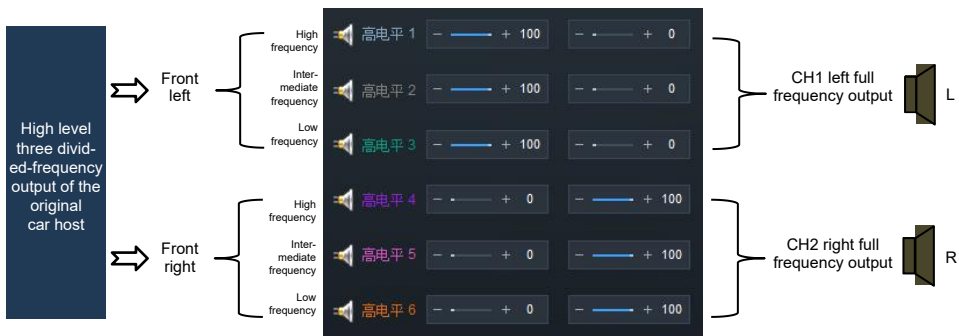 High level
three divid-
ed-frequency
output of the
original
car host
Front
left
Front
right
High
frequency
Inter-
mediate
frequency
Low
frequency
High
frequency
Inter-
mediate
frequency
Low
frequency
高电平 1 − + 100 − + 0
高电平 2 − + 100 − + 0
高电平 3 − + 100 − + 0
高电平 4 − + 0 − + 100
高电平 5 − + 0 − + 100
高电平 6 − + 0 − + 100
CH1 left full
frequency output
L
CH2 right full
frequency output
R